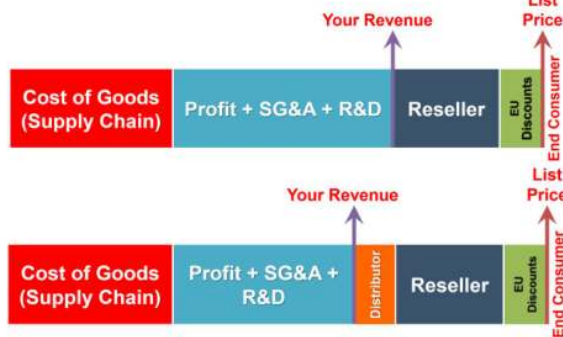 List
Price
Your Revenue
Cost of Goods
(Supply Chain)
Profit + SG&A + R&D
Reseller
EU
Discounts
End Consumer
List
Price
Your Revenue
Cost of Goods
(Supply Chain)
Profit + SG&A +
R&D
Distributor
Reseller
EU
Discounts
End Consumer